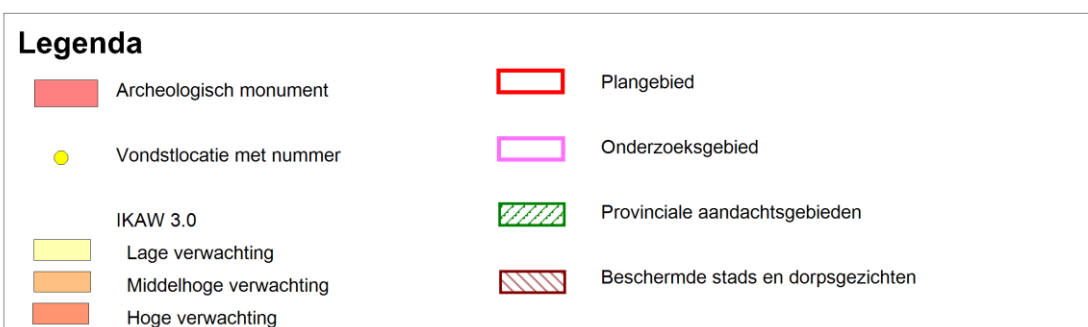 Legenda
Archeologisch monument
Vondstlocatie met nummer
IKAW 3.0
Lage verwachting
Middelhoge verwachting
Hoge verwachting
Plangebied
Onderzoeksgebied
Provinciale aandachtsgebieden
Beschermde stads en dorpsgezichten